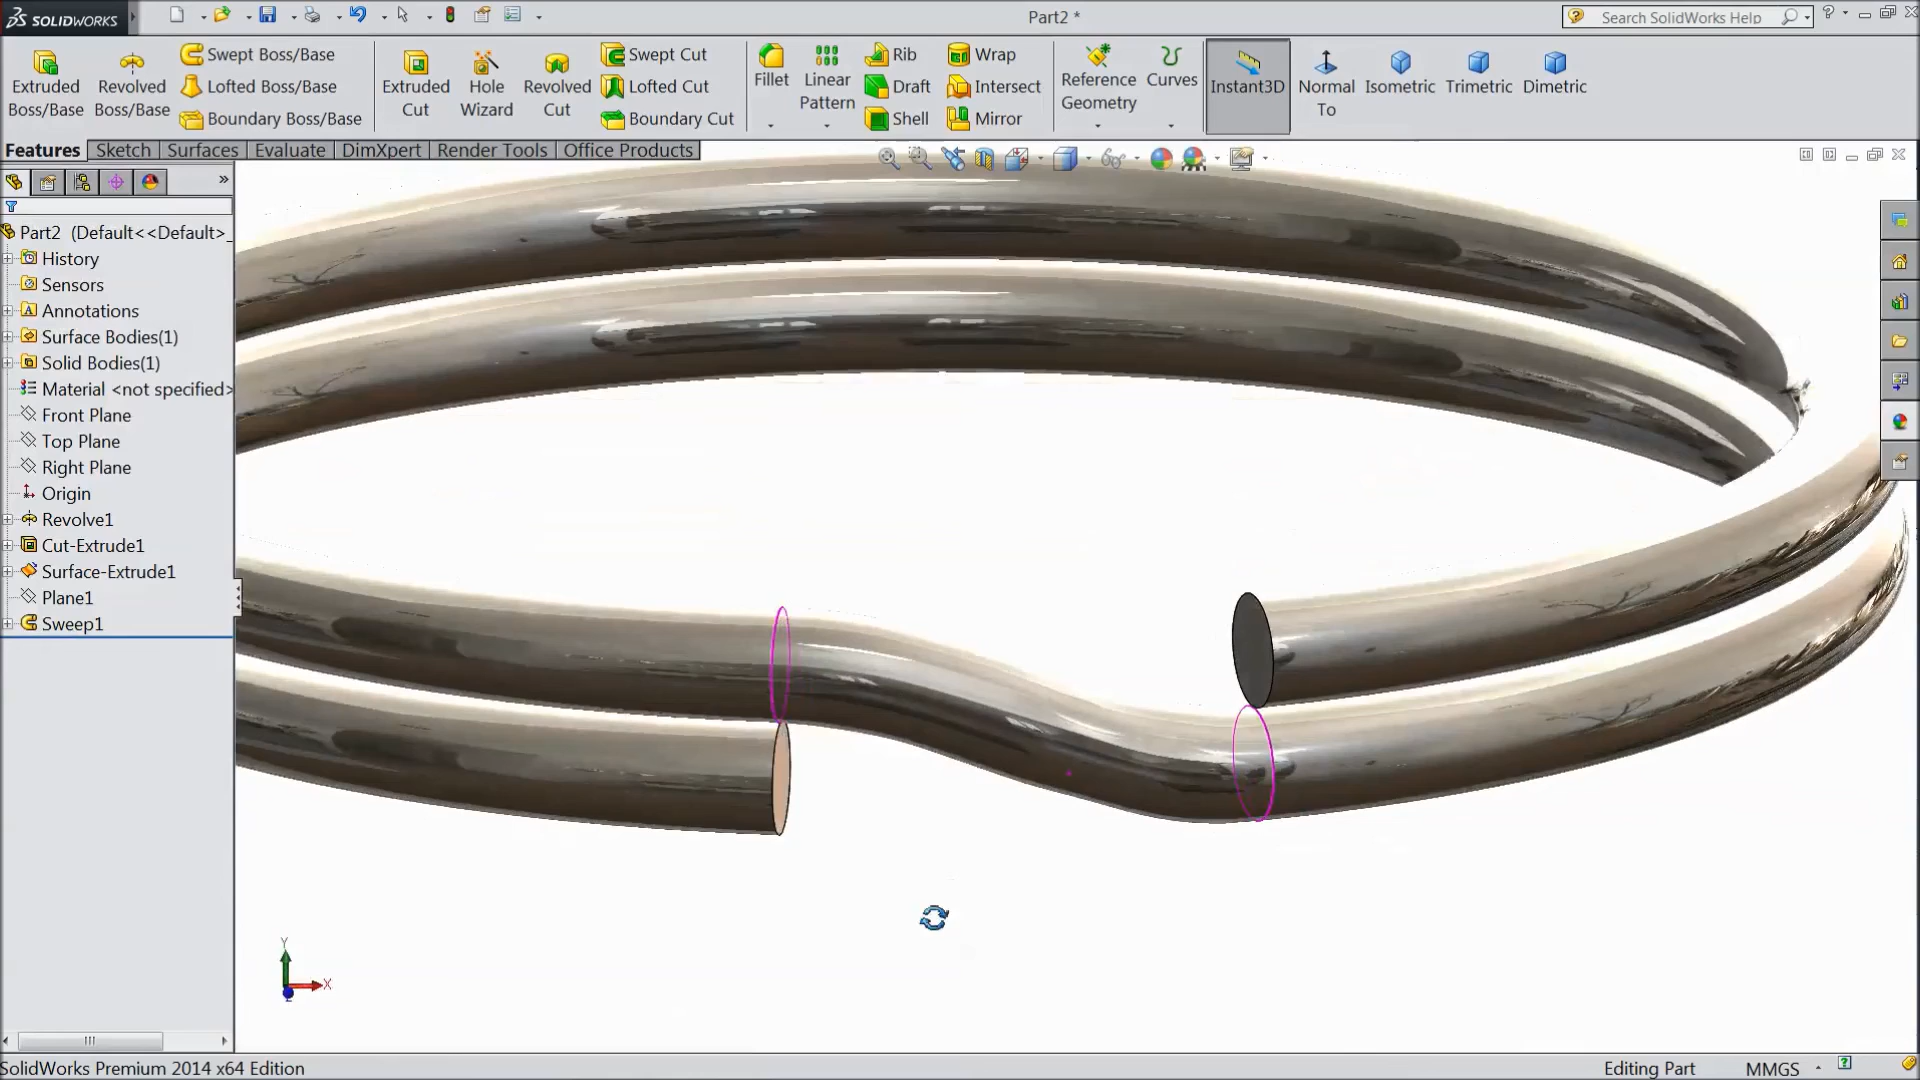 SOLIDWORKS
Part2 *
Search SolidWorks Help
Extruded Boss/Base
Revolved Boss/Base
Swept Boss/Base
Lofted Boss/Base
Boundary Boss/Base
Extruded Cut
Hole Wizard
Revolved Cut
Swept Cut
Lofted Cut
Boundary Cut
Fillet
Linear Pattern
Rib
Draft
Shell
Wrap
Intersect
Mirror
Reference Geometry
Curves
Instant3D
Normal To
Isometric
Trimetric
Dimetric
Features
Sketch
Surfaces
Evaluate
DimXpert
Render Tools
Office Products
Part2 (Default<<Default>_
History
Sensors
Annotations
Surface Bodies(1)
Solid Bodies(1)
Material <not specified>
Front Plane
Top Plane
Right Plane
Origin
Revolve1
Cut-Extrude1
Surface-Extrude1
Plane1
Sweep1
Y
X
SolidWorks Premium 2014 x64 Edition
Editing Part
MMGS